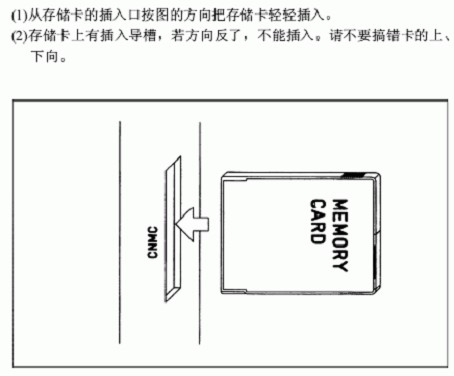 (1)从存储卡的插入口按图的方向把存储卡轻轻插入。
(2)存储卡上有插入导槽，若方向反了，不能插入。请不要搞错卡的上、
下向。
CNMC
MEMORY
CARD